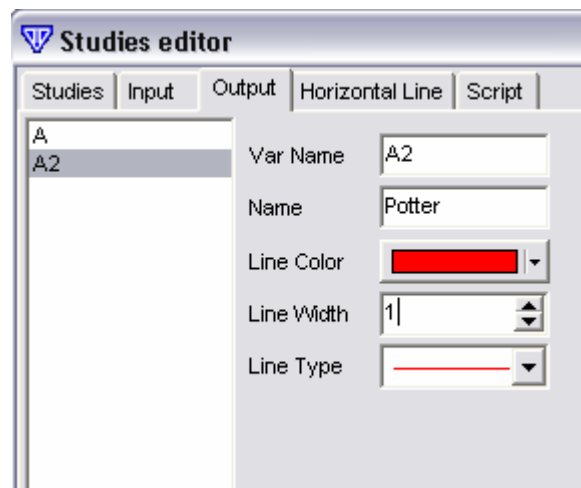 Studies editor
Studies Input Output Horizontal Line Script
A
A2
Var Name A2
Name Potter
Line Color
Line Width 1
Line Type